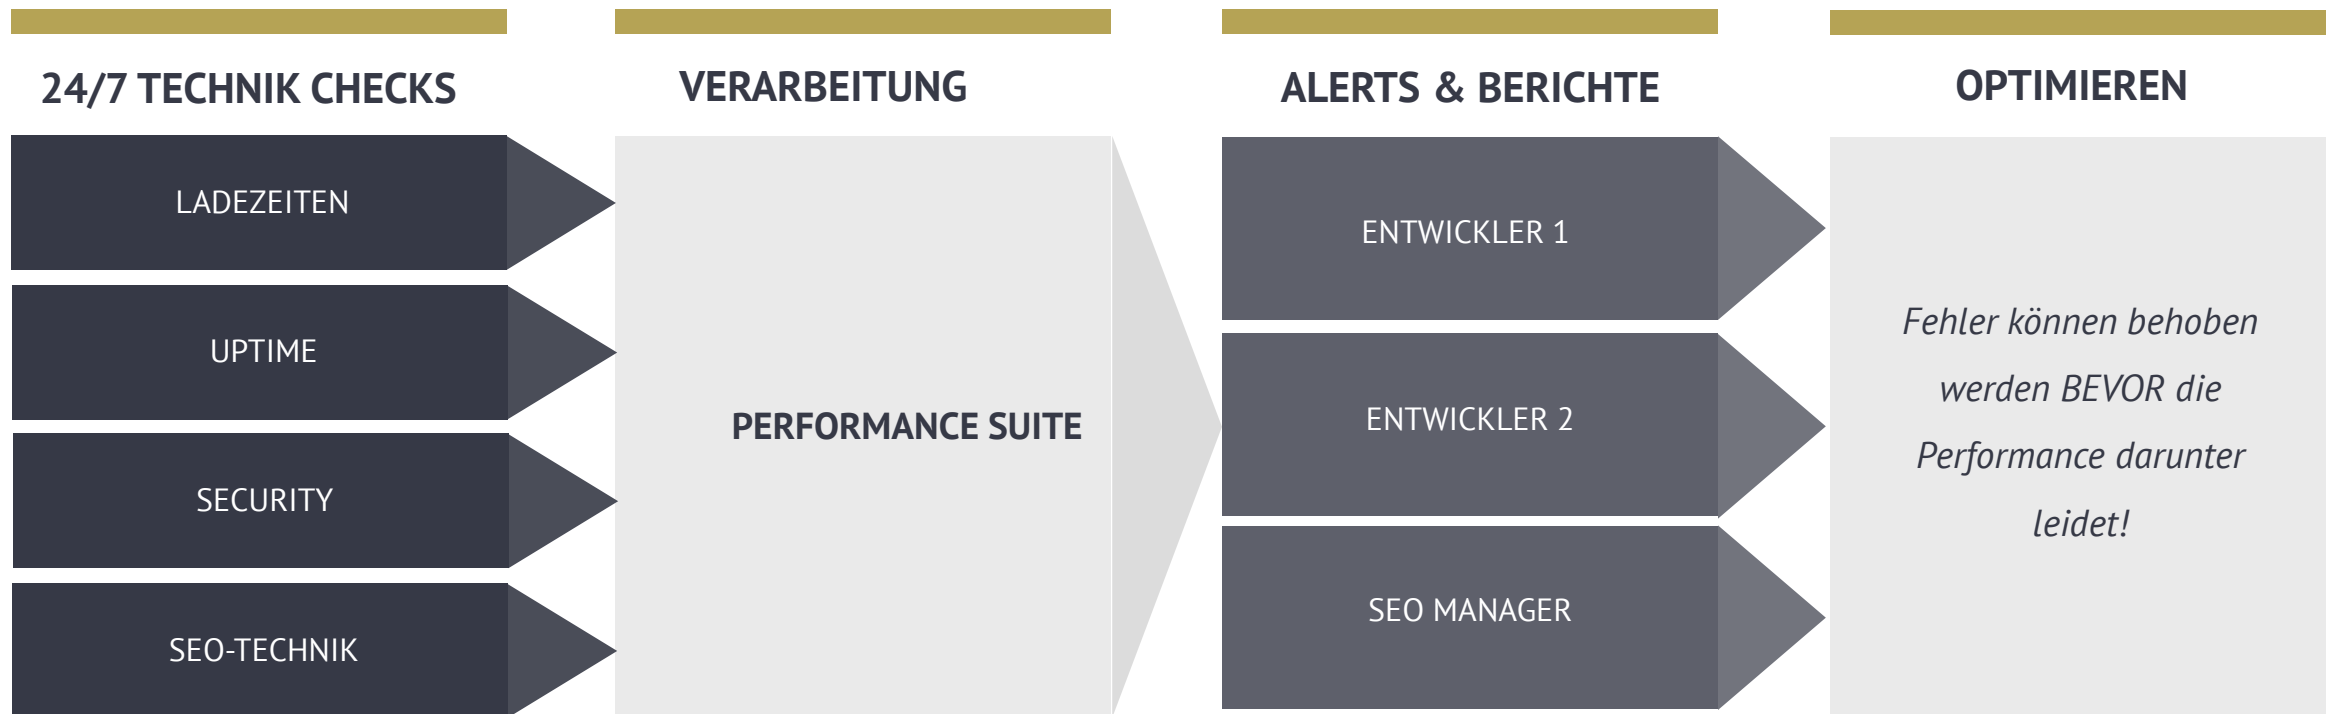 24/7 TECHNIK CHECKS
LADEZEITEN
UPTIME
SECURITY
SEO-TECHNIK
VERARBEITUNG
PERFORMANCE SUITE
ALERTS & BERICHTE
ENTWICKLER 1
ENTWICKLER 2
SEO MANAGER
OPTIMIEREN
Fehler können behoben
werden BEVOR die
Performance darunter
leidet!